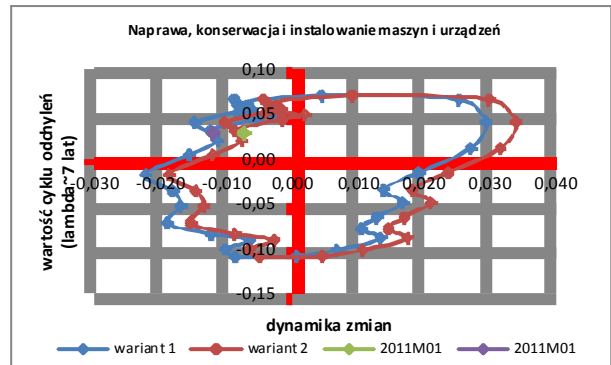 Naprawa, konserwacja i instalowanie maszyn i urządzeń
wartość cyklu oddchyleń
(lambda~7 lat)
0,10
0,05
0,00
-0,05
-0,10
-0,15
-0,030 -0,020 -0,010 0,000 0,010 0,020 0,030 0,040
dynamika zmian
wariant 1 wariant 2 2011M01 2011M01